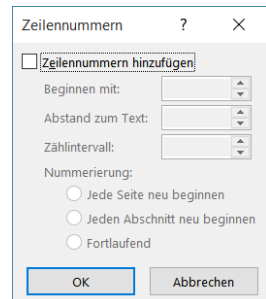 Zeilennummern ? ×
Zeilennummern hinzufügen
Beginnen mit:
Abstand zum Text:
Zählintervall:
Nummerierung:
Jede Seite neu beginnen
Jeden Abschnitt neu beginnen
Fortlaufend
OK Abbrechen